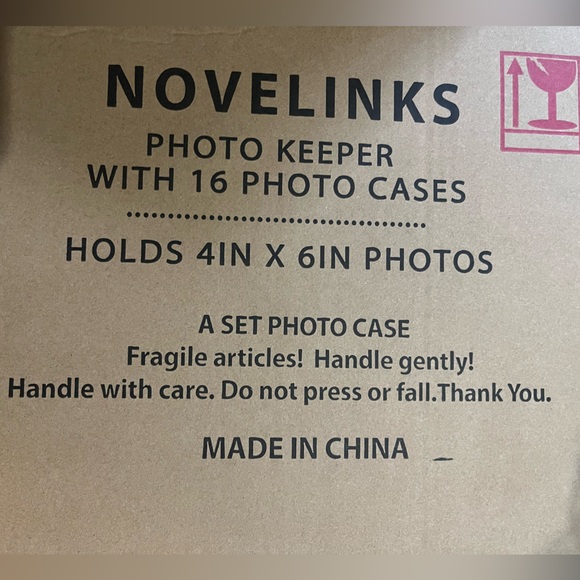 NOVELINKS
PHOTO KEEPER
WITH 16 PHOTO CASES
HOLDS 4IN X 6IN PHOTOS
A SET PHOTO CASE
Fragile articles! Handle gently!
Handle with care. Do not press or fall.Thank You.
MADE IN CHINA